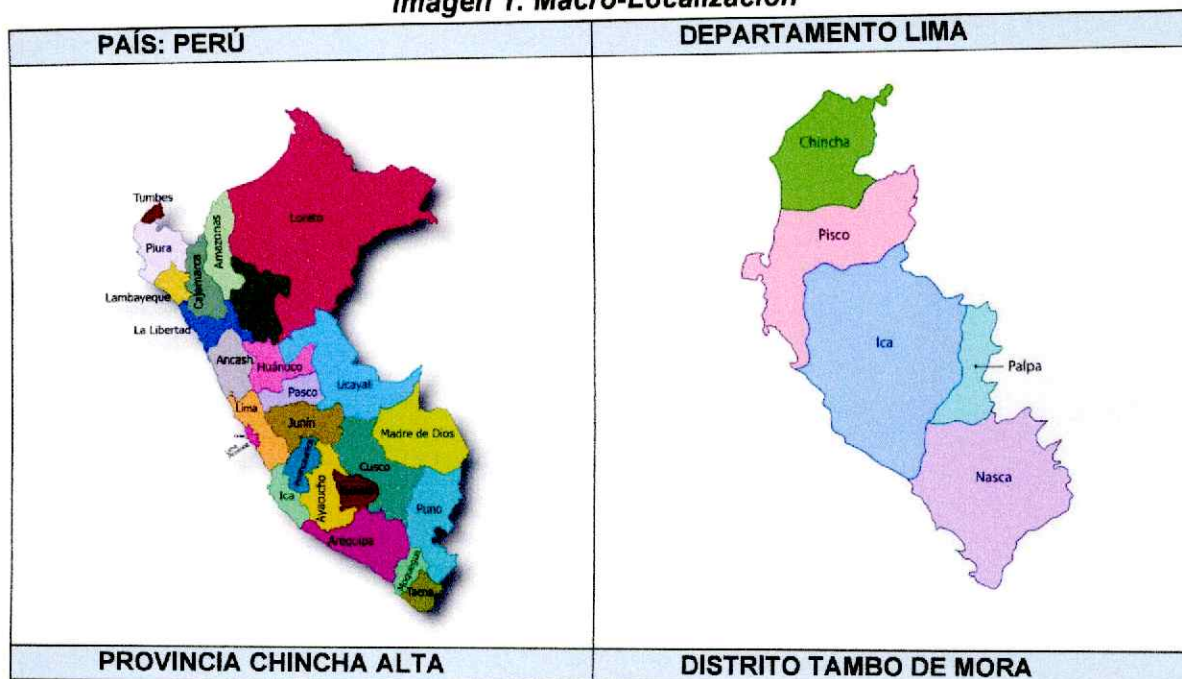 Imagen 1. Macro-Localización
PAÍS: PERÚ
DEPARTAMENTO LIMA
Tumbes
Piura
Lambayeque
La Libertad
Amazonas
Cajamarca
Loreto
Ancash
Huánuco
Pasco
Ucayali
Lima
Junín
Madre de Dios
Cusco
Ica
Ayacucho
Puno
Arequipa
Moquegua
Tacna
Chincha
Pisco
Ica
Palpa
Nasca
PROVINCIA CHINCHA ALTA
DISTRITO TAMBO DE MORA